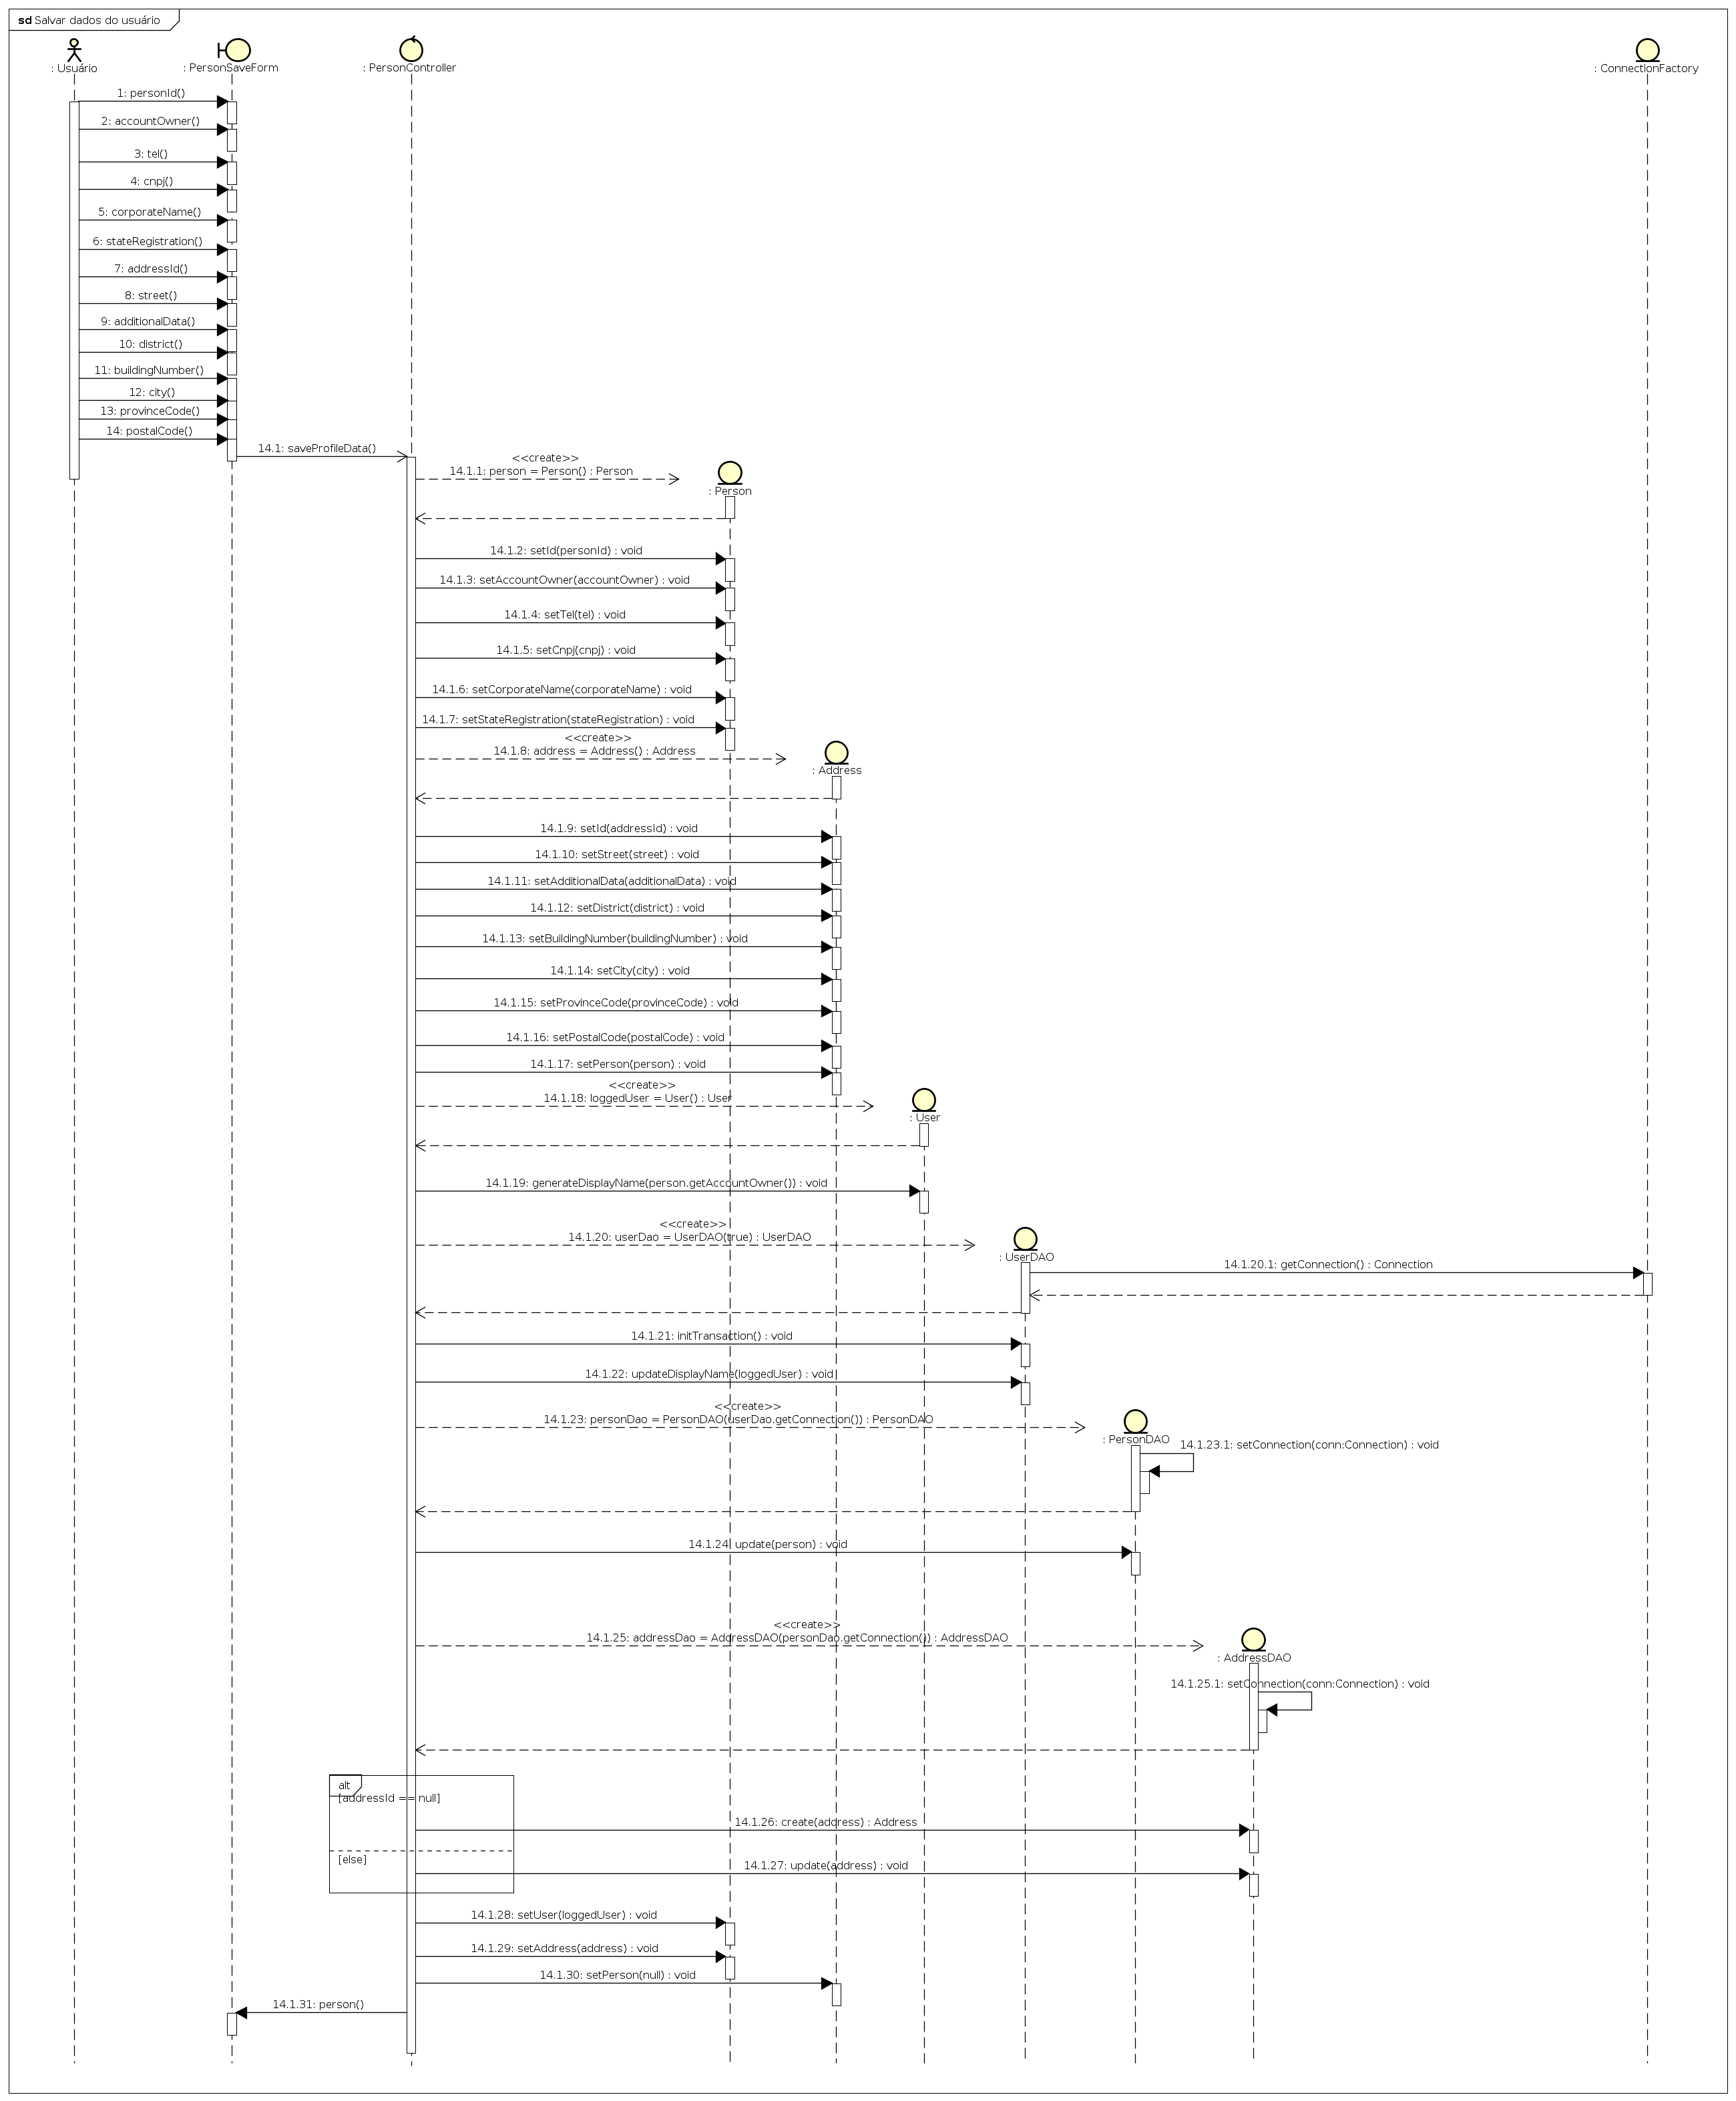 sd Salvar dados do usuário
: Usuário
: PersonSaveForm
: PersonController
: ConnectionFactory
1: personId()
2: accountOwner()
3: tel()
4: cnpj()
5: corporateName()
6: stateRegistration()
7: addressId()
8: street()
9: additionalData()
10: district()
11: buildingNumber()
12: city()
13: provinceCode()
14: postalCode()
14.1: saveProfileData()
<<create>>
14.1.1: person = Person() : Person
: Person
14.1.2: setId(personId) : void
14.1.3: setAccountOwner(accountOwner) : void
14.1.4: setTel(tel) : void
14.1.5: setCnpj(cnpj) : void
14.1.6: setCorporateName(corporateName) : void
14.1.7: setStateRegistration(stateRegistration) : void
<<create>>
14.1.8: address = Address() : Address
: Address
14.1.9: setId(addressId) : void
14.1.10: setStreet(street) : void
14.1.11: setAdditionalData(additionalData) : void
14.1.12: setDistrict(district) : void
14.1.13: setBuildingNumber(buildingNumber) : void
14.1.14: setCity(city) : void
14.1.15: setProvinceCode(provinceCode) : void
14.1.16: setPostalCode(postalCode) : void
14.1.17: setPerson(person) : void
<<create>>
14.1.18: loggedUser = User() : User
: User
14.1.19: generateDisplayName(person.getAccountOwner()) : void
<<create>>
14.1.20: userDao = UserDAO(true) : UserDAO
: UserDAO
14.1.20.1: getConnection() : Connection
14.1.21: initTransaction() : void
14.1.22: updateDisplayName(loggedUser) : void
<<create>>
14.1.23: personDao = PersonDAO(userDao.getConnection()) : PersonDAO
: PersonDAO
14.1.23.1: setConnection(conn:Connection) : void
14.1.24: update(person) : void
<<create>>
14.1.25: addressDao = AddressDAO(personDao.getConnection()) : AddressDAO
: AddressDAO
14.1.25.1: setConnection(conn:Connection) : void
alt
[addressId == null]
14.1.26: create(address) : Address
[else]
14.1.27: update(address) : void
14.1.28: setUser(loggedUser) : void
14.1.29: setAddress(address) : void
14.1.30: setPerson(null) : void
14.1.31: person()